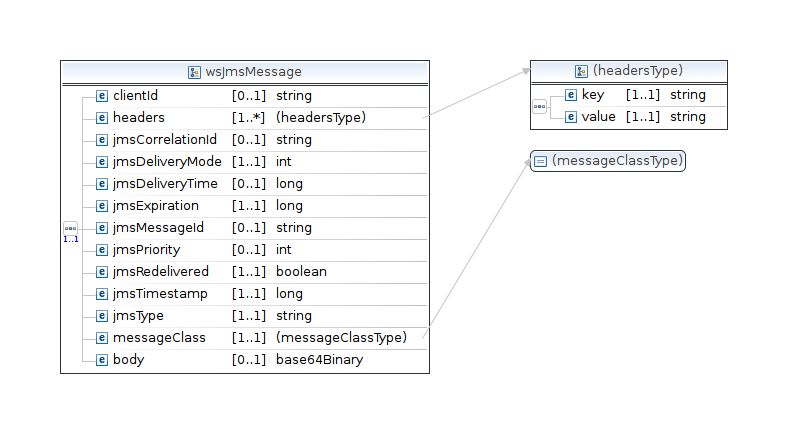 wsJmsMessage
clientId [0..1] string
headers [1..*] (headersType)
jmsCorrelationId [0..1] string
jmsDeliveryMode [1..1] int
jmsDeliveryTime [0..1] long
jmsExpiration [1..1] long
jmsMessageId [0..1] string
jmsPriority [0..1] int
jmsRedelivered [1..1] boolean
jmsTimestamp [1..1] long
jmsType [1..1] string
messageClass [1..1] (messageClassType)
body [0..1] base64Binary
1..1
(headersType)
key [1..1] string
value [1..1] string
(messageClassType)